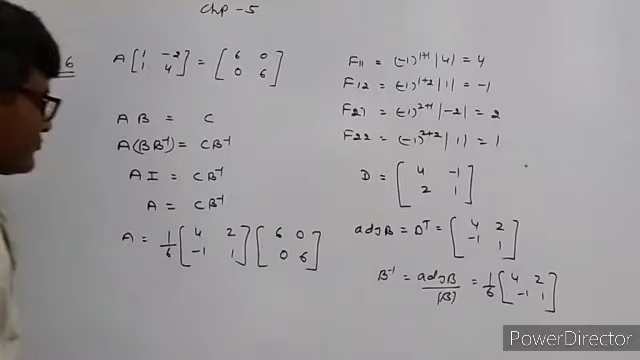 Chp - 5
6
A [1 -2 / 1 4] = [6 0 / 0 6]
AB = C
A(BB⁻¹) = CB⁻¹
AI = CB⁻¹
A = CB⁻¹
A = 1/6 [4 2 / -1 1] [6 0 / 0 6]
F11 = (-1)¹⁺¹ |4| = 4
F12 = (-1)¹⁺² |1| = -1
F21 = (-1)²⁺¹ |-2| = 2
F22 = (-1)²⁺² |1| = 1
D = [4 -1 / 2 1]
adjB = Dᵀ = [4 2 / -1 1]
B⁻¹ = adjB / |B| = 1/6 [4 2 / -1 1]
PowerDirector